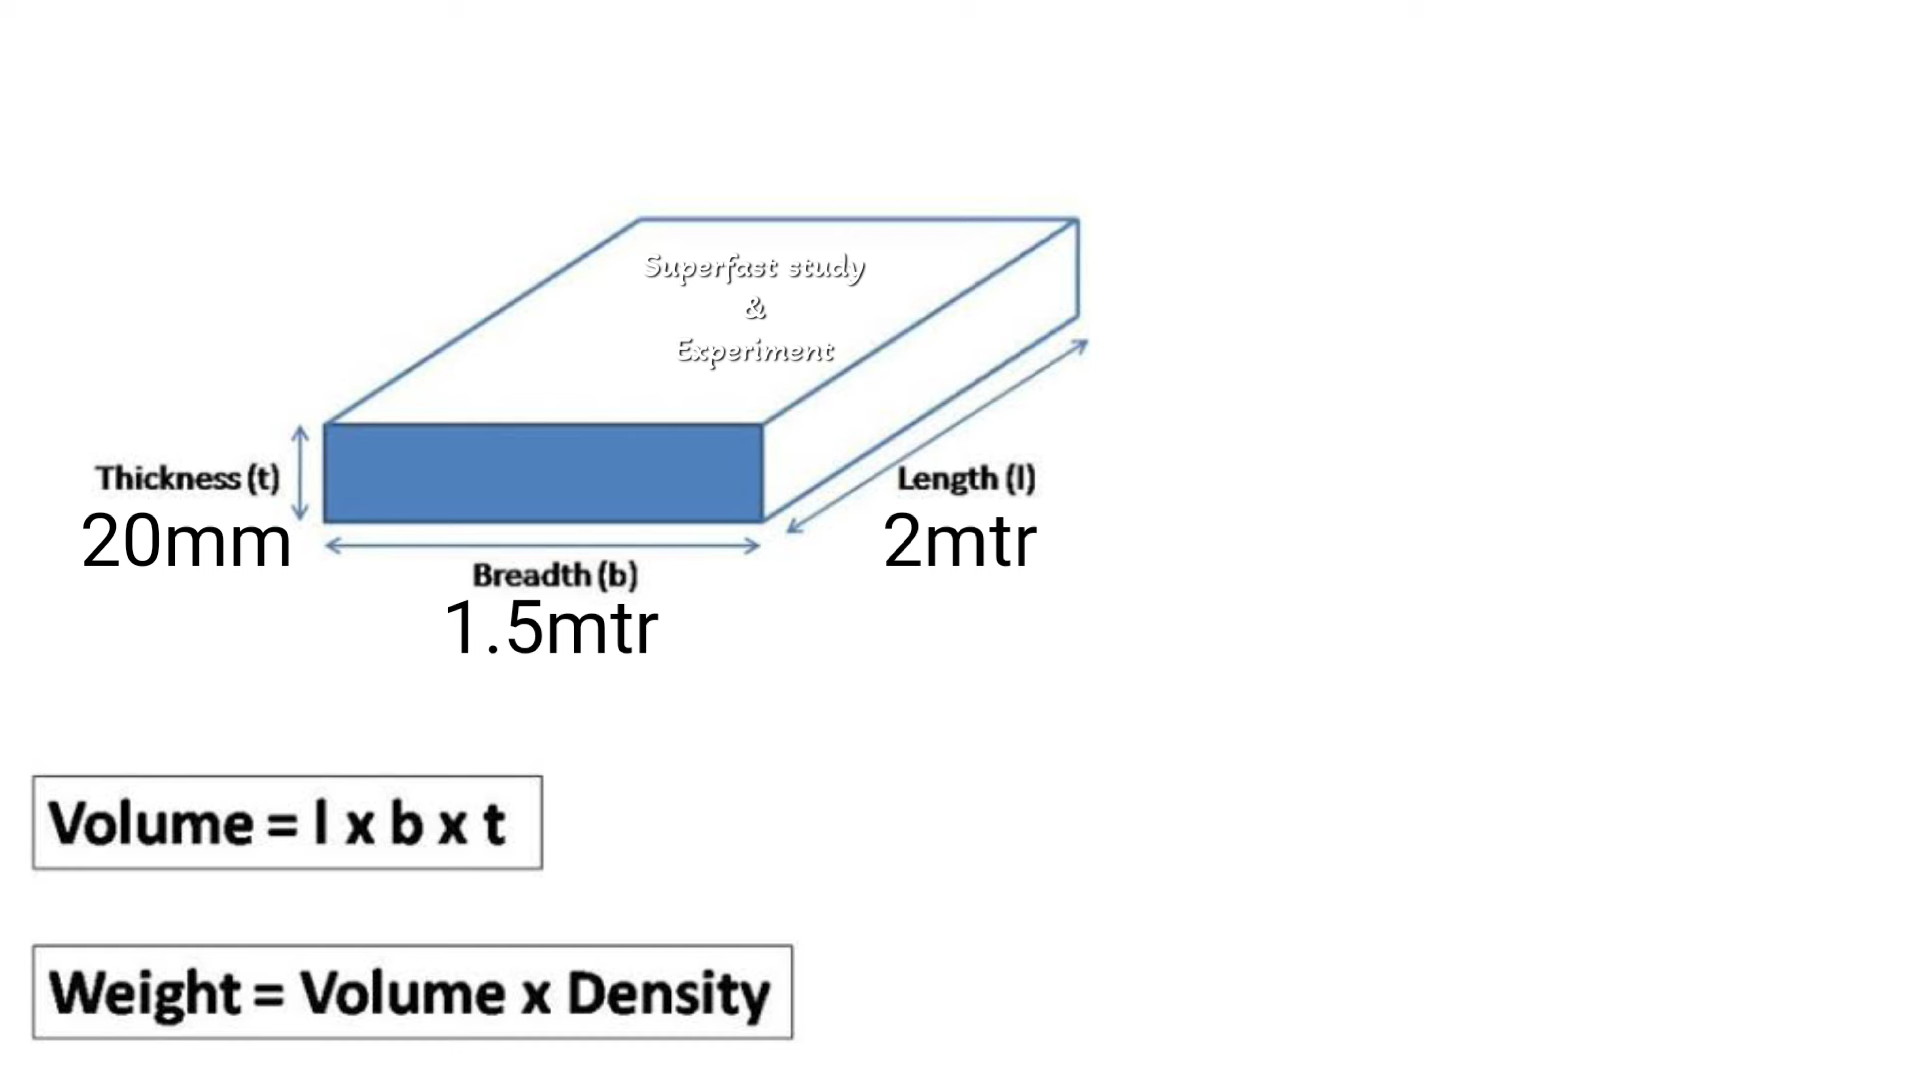 Superfast study
&
Experiment
Thickness (t)
20mm
Length (l)
2mtr
Breadth (b)
1.5mtr
Volume = l x b x t
Weight = Volume x Density